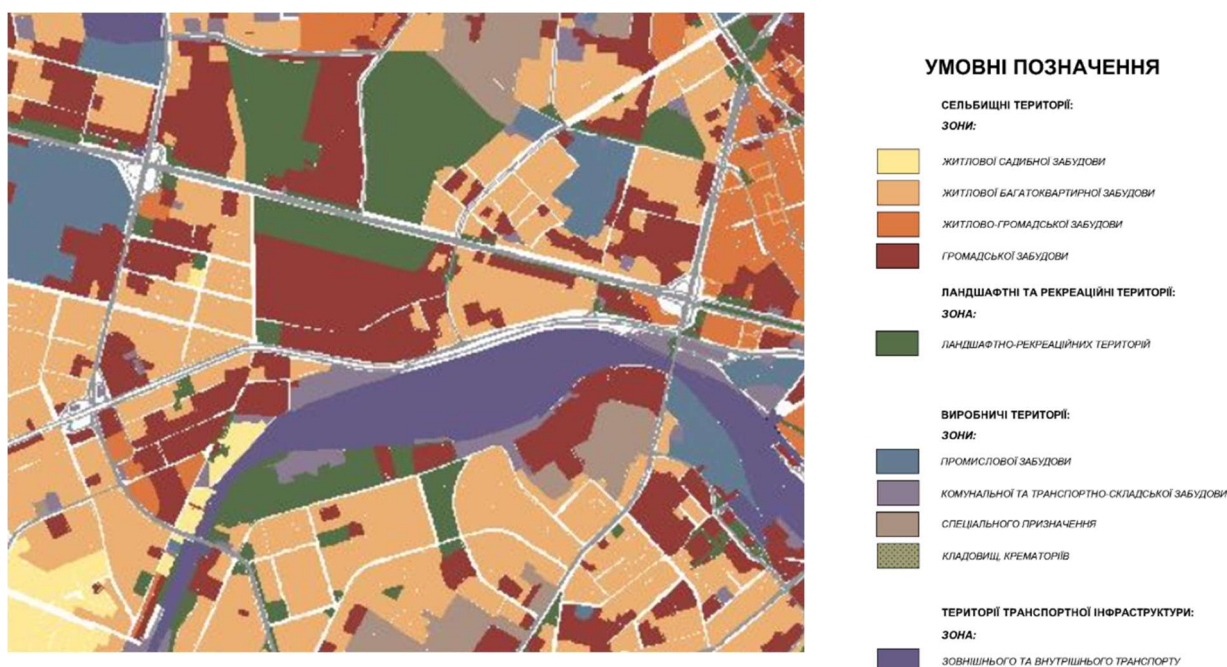 УМОВНІ ПОЗНАЧЕННЯ
СЕЛЬБИЩНІ ТЕРИТОРІЇ:
ЗОНИ:
ЖИТЛОВОЇ САДИБНОЇ ЗАБУДОВИ
ЖИТЛОВОЇ БАГАТОКВАРТИРНОЇ ЗАБУДОВИ
ЖИТЛОВО-ГРОМАДСЬКОЇ ЗАБУДОВИ
ГРОМАДСЬКОЇ ЗАБУДОВИ
ЛАНДШАФТНІ ТА РЕКРЕАЦІЙНІ ТЕРИТОРІЇ:
ЗОНА:
ЛАНДШАФТНО-РЕКРЕАЦІЙНИХ ТЕРИТОРІЙ
ВИРОБНИЧІ ТЕРИТОРІЇ:
ЗОНИ:
ПРОМИСЛОВОЇ ЗАБУДОВИ
КОМУНАЛЬНОЇ ТА ТРАНСПОРТНО-СКЛАДСЬКОЇ ЗАБУДОВИ
СПЕЦІАЛЬНОГО ПРИЗНАЧЕННЯ
КЛАДОВИЩ, КРЕМАТОРІЇВ
ТЕРИТОРІЇ ТРАНСПОРТНОЇ ІНФРАСТРУКТУРИ:
ЗОНА:
ЗОВНІШНЬОГО ТА ВНУТРІШНЬОГО ТРАНСПОРТУ